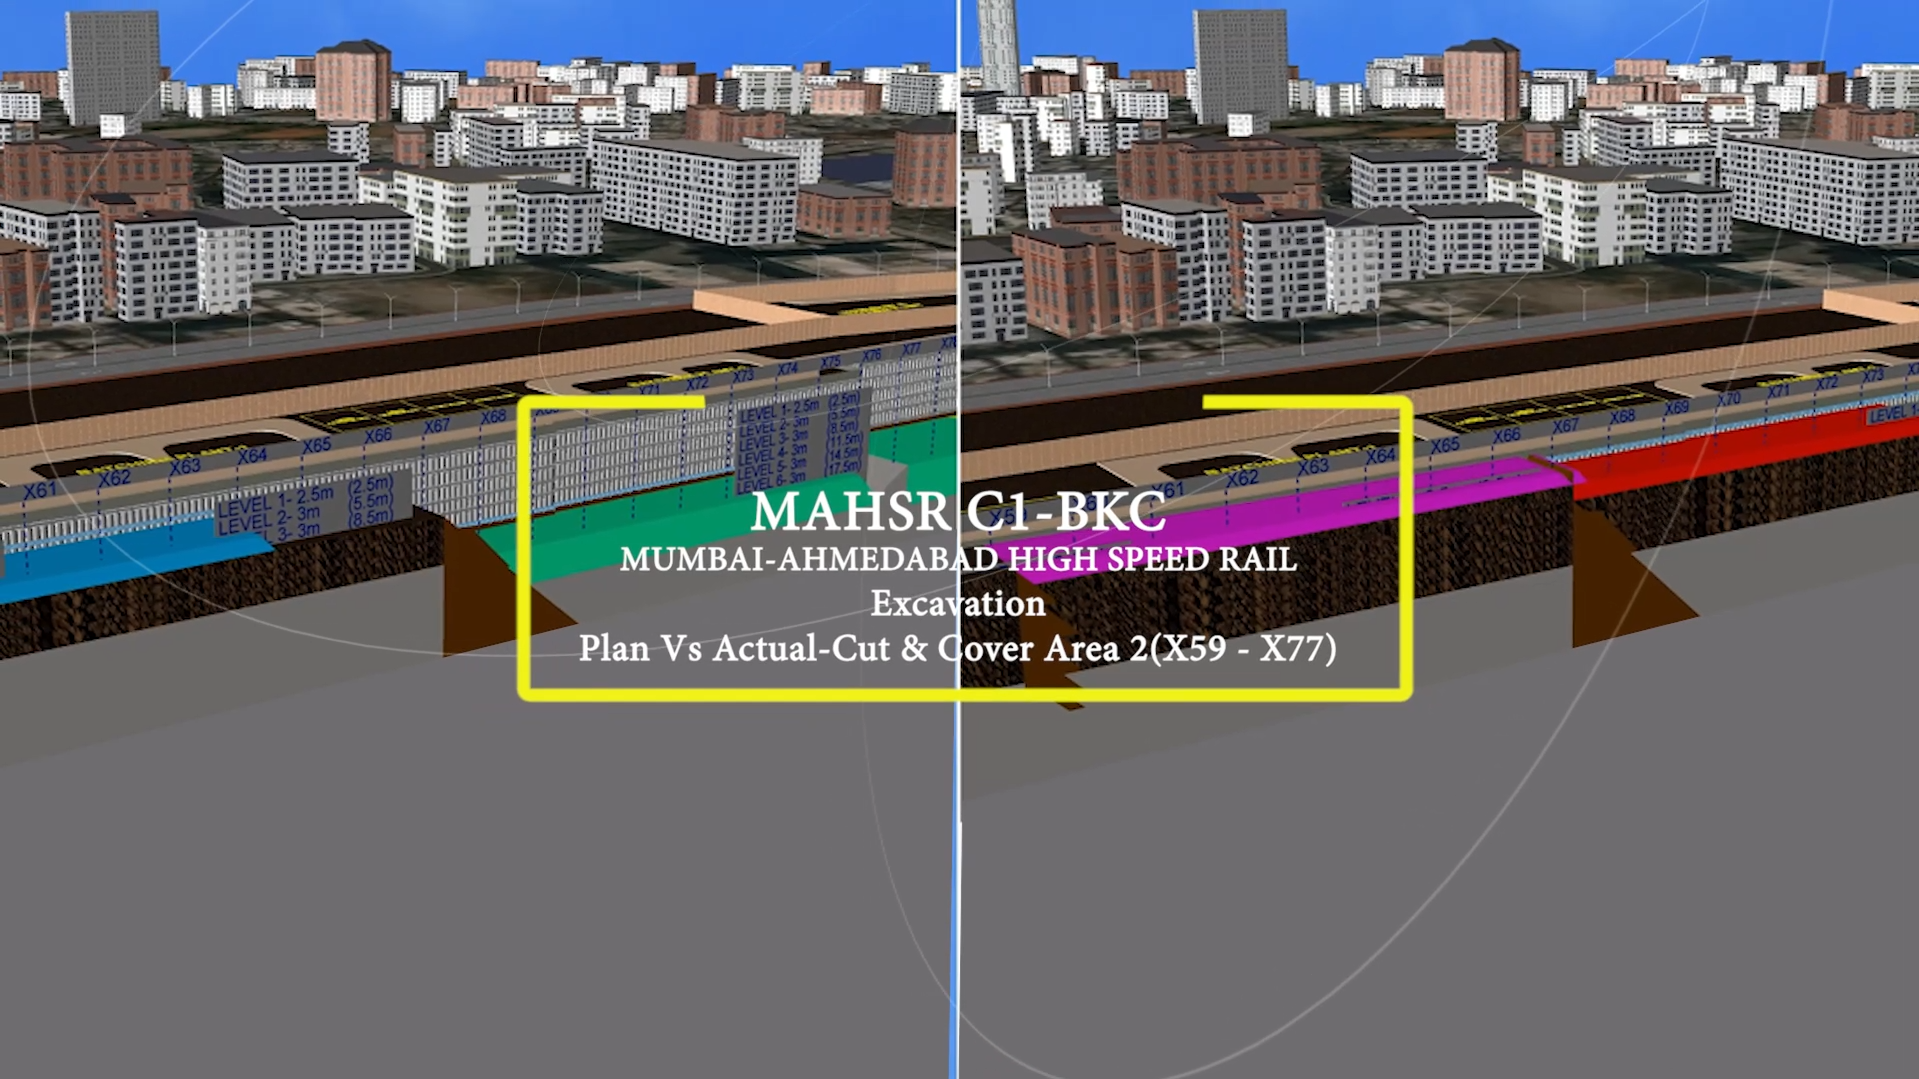 MAHSR C1-BKC
MUMBAI-AHMEDABAD HIGH SPEED RAIL
Excavation
Plan Vs Actual-Cut & Cover Area 2(X59 - X77)
X61 X62 X63 X64 X65 X66 X67 X68 X71 X72 X73 X74 X75 X76 X77
BATCHING PLANT
LEVEL 1- 2.5m (2.5m)
LEVEL 2- 3m (5.5m)
LEVEL 3- 3m (8.5m)
LEVEL 1- 2.5m (2.5m)
LEVEL 2- 3m (5.5m)
LEVEL 3- 3m (8.5m)
LEVEL 4- 3m (11.5m)
LEVEL 5- 3m (14.5m)
LEVEL 6- 3m (17.5m)
X59 X61 X62 X63 X64 X65 X66 X67 X68 X69 X70 X71 X72 X73
BATCHING PLANT
LEVEL 1-